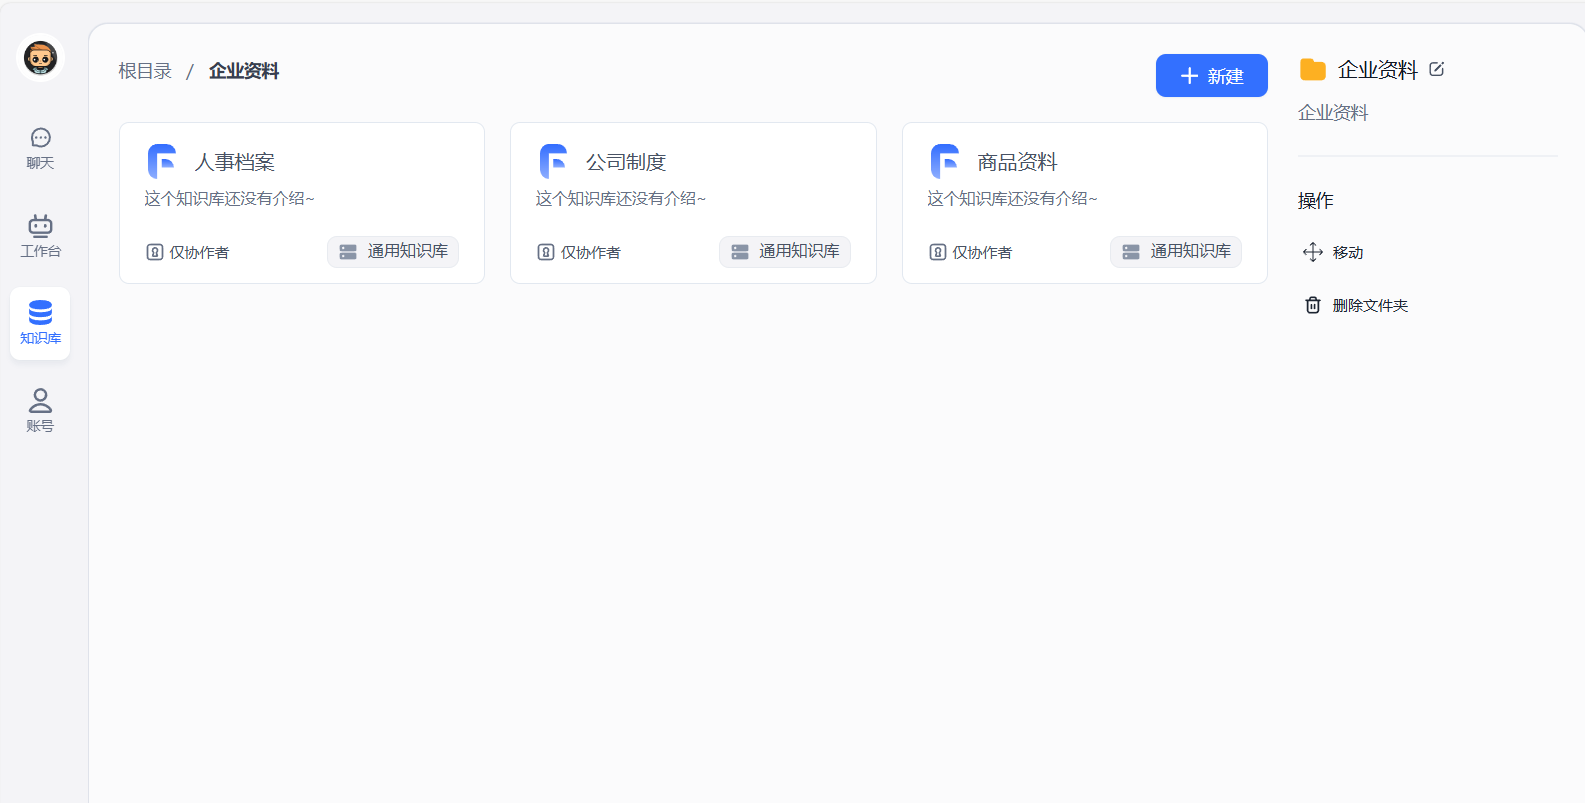 聊天
工作台
知识库
账号
根目录 / 企业资料
新建
人事档案
这个知识库还没有介绍~
仅协作者
通用知识库
公司制度
这个知识库还没有介绍~
仅协作者
通用知识库
商品资料
这个知识库还没有介绍~
仅协作者
通用知识库
企业资料
企业资料
操作
移动
删除文件夹